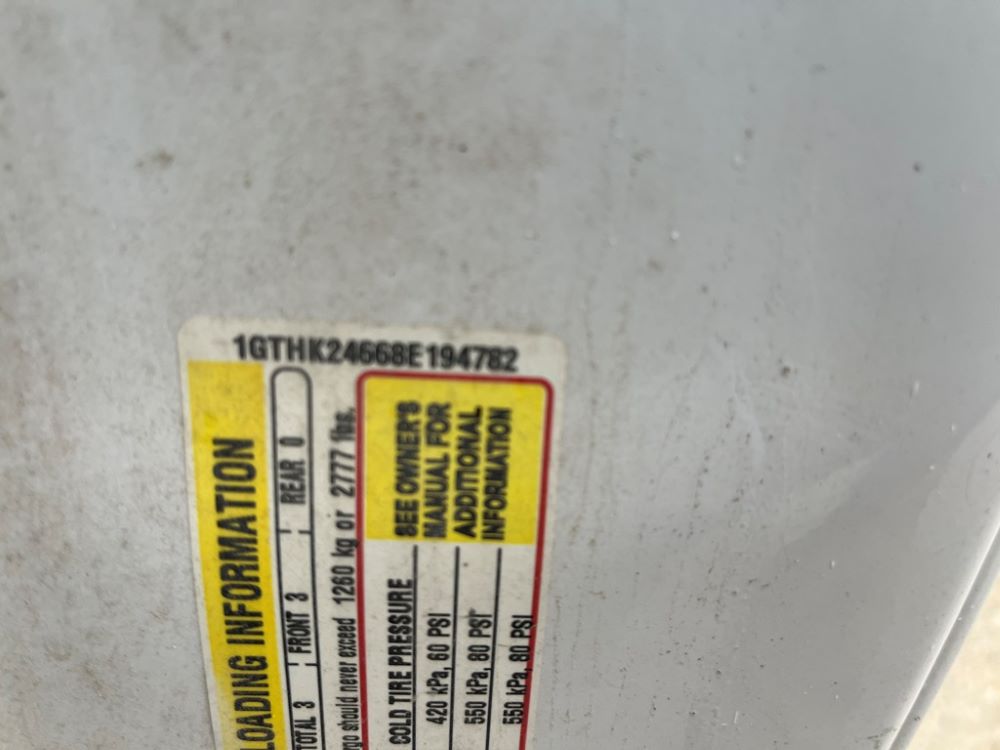 1GTHK24668E194782
LOADING INFORMATION
TOTAL 3 FRONT 3 REAR 0
rgo should never exceed 1260 kg or 2777 lbs.
COLD TIRE PRESSURE
420 kPa, 60 PSI
550 kPa, 80 PSI
550 kPa, 80 PSI
SEE OWNER'S
MANUAL FOR
ADDITIONAL
INFORMATION